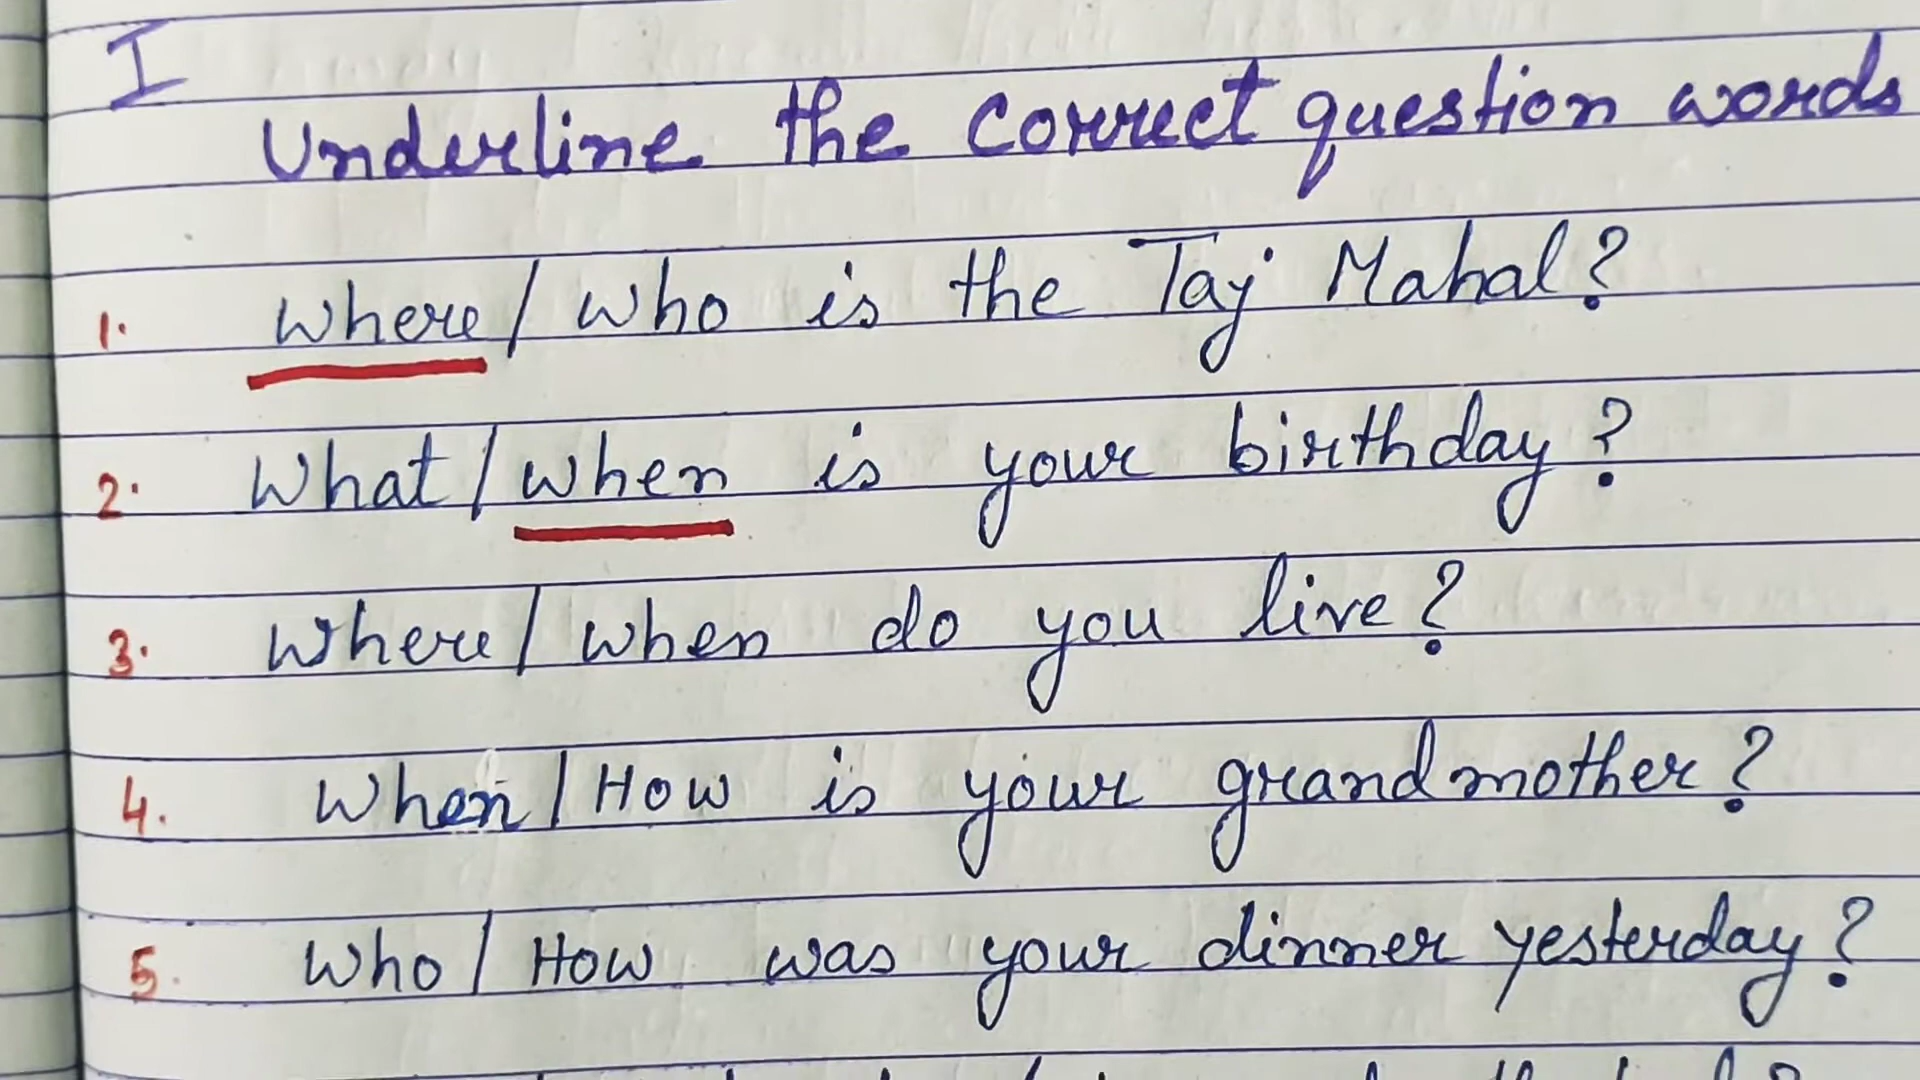 I
Underline the correct question words
1. Where / Who is the Taj Mahal?
2. What / When is your birthday?
3. Where / When do you live?
4. When / How is your grandmother?
5. Who / How was your dinner yesterday?